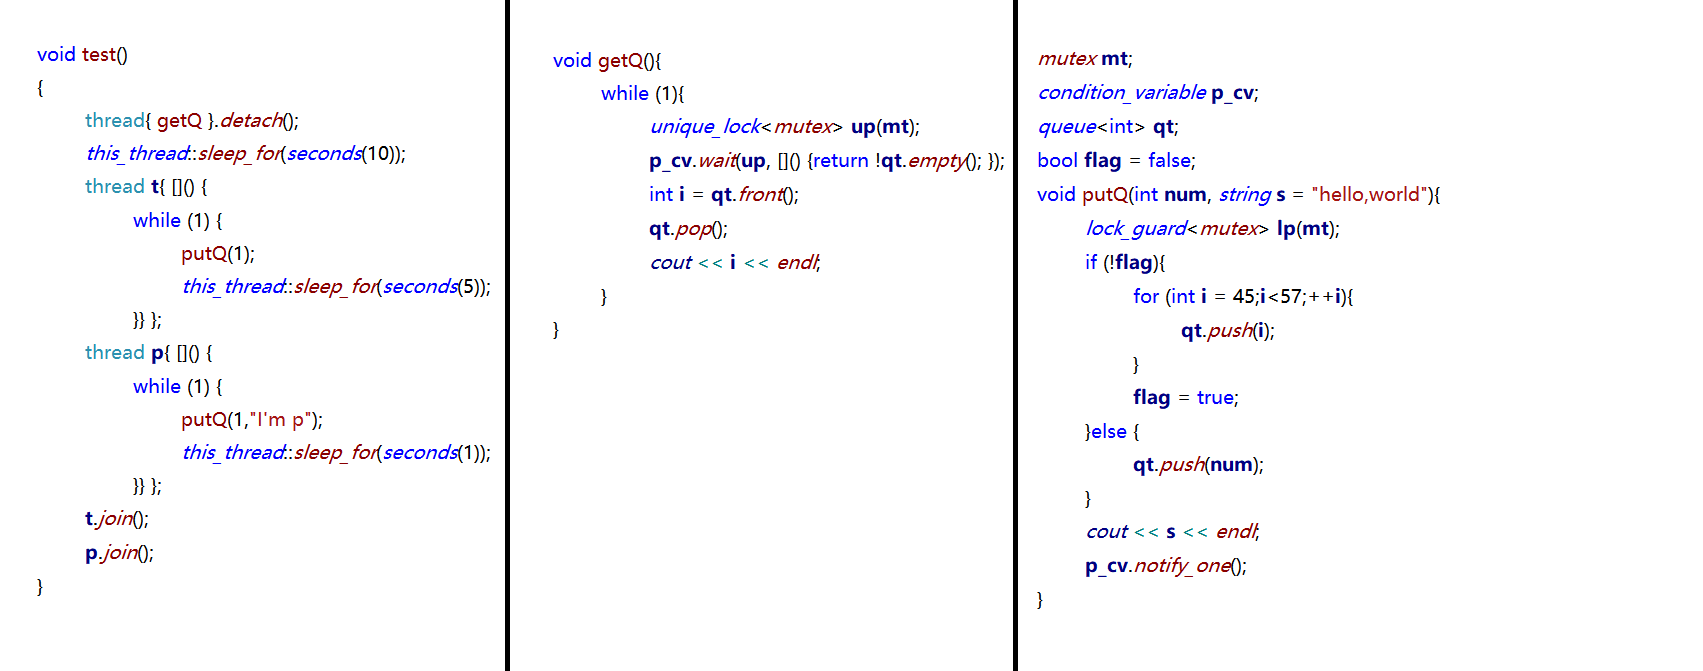 void test()
{
thread{ getQ }.detach();
this_thread::sleep_for(seconds(10));
thread t{ []() {
while (1) {
putQ(1);
this_thread::sleep_for(seconds(5));
}} };
thread p{ []() {
while (1) {
putQ(1,"I'm p");
this_thread::sleep_for(seconds(1));
}} };
t.join();
p.join();
}
void getQ(){
while (1){
unique_lock<mutex> up(mt);
p_cv.wait(up, []() {return !qt.empty(); });
int i = qt.front();
qt.pop();
cout << i << endl;
}
}
mutex mt;
condition_variable p_cv;
queue<int> qt;
bool flag = false;
void putQ(int num, string s = "hello,world"){
lock_guard<mutex> lp(mt);
if (!flag){
for (int i = 45;i<57;++i){
qt.push(i);
}
flag = true;
}else {
qt.push(num);
}
cout << s << endl;
p_cv.notify_one();
}